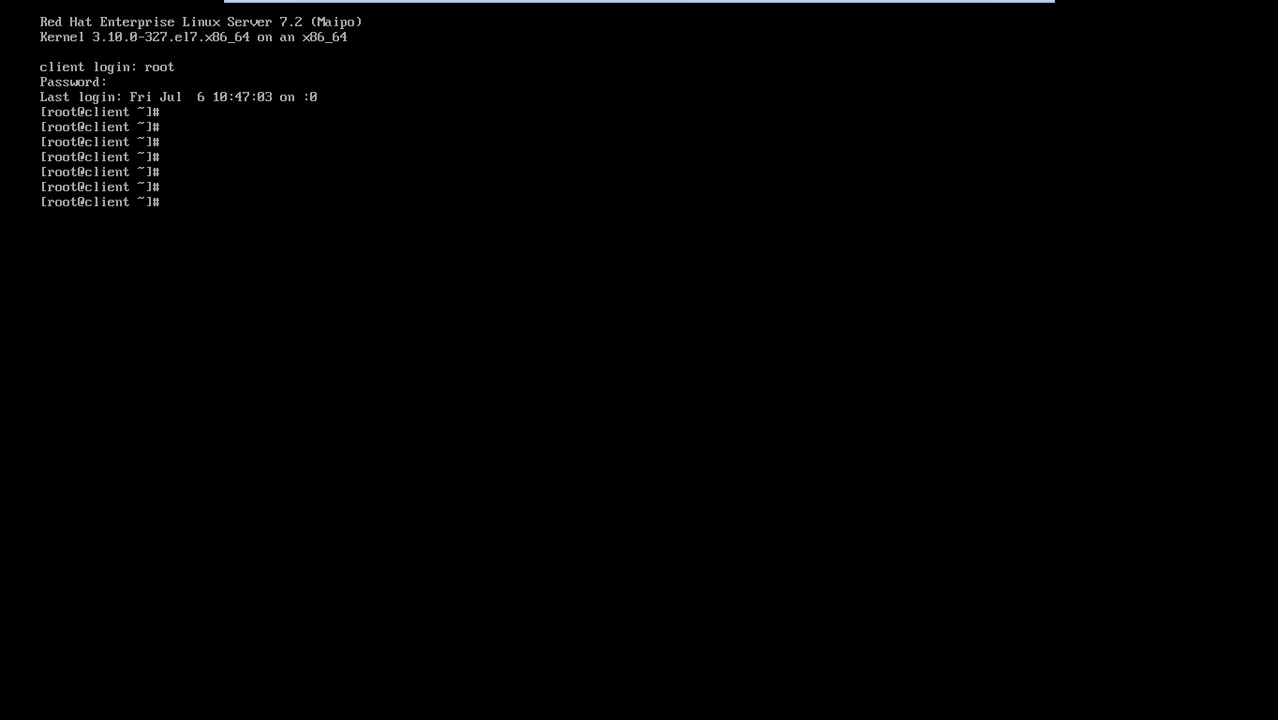 Red Hat Enterprise Linux Server 7.2 (Maipo)
Kernel 3.10.0-327.el7.x86_64 on an x86_64
client login: root
Password:
Last login: Fri Jul  6 10:47:03 on :0
[root@client ~]#
[root@client ~]#
[root@client ~]#
[root@client ~]#
[root@client ~]#
[root@client ~]#
[root@client ~]#